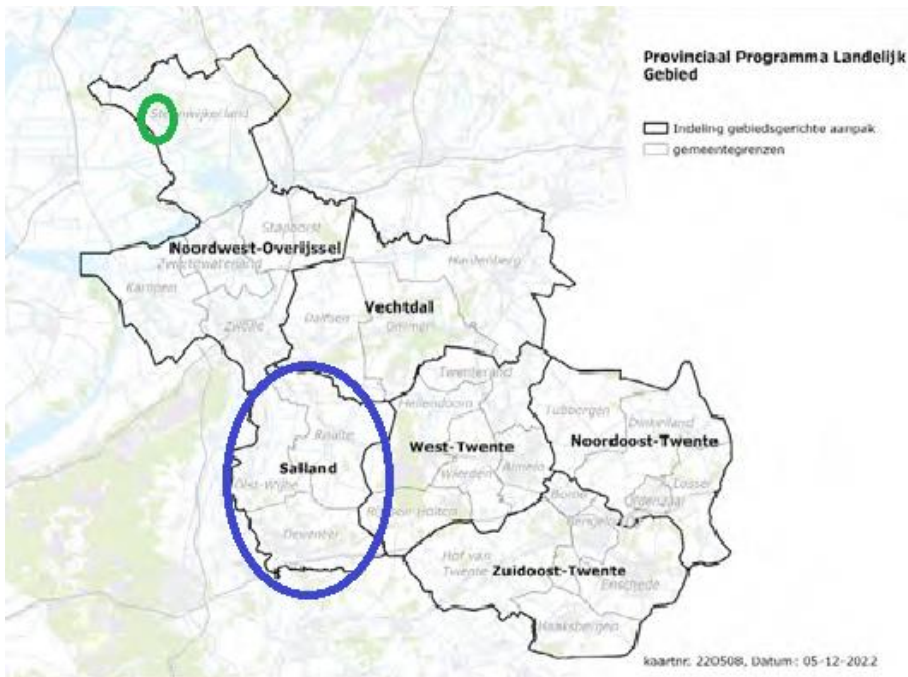 Provinciaal Programma Landelijk
Gebied
Indeling gebiedsgerichte aanpak
gemeentegrenzen
Steenwijkerland
Staphorst
Noordwest-Overijssel
Zwartewaterland
Hardenberg
Kampen
Vechtdal
Dalfsen
Ommen
Zwolle
Twenterand
Hellendoorn
Tubbergen
Dinkelland
Raalte
Noordoost-Twente
West-Twente
Salland
Wierden
Almelo
Olst-Wijhe
Losser
Borne
Oldenzaal
Rijssen-Holten
Hengelo
Deventer
Hof van
Twente
Zuidoost-Twente
Enschede
Haaksbergen
kaartnr: 220508, Datum: 05-12-2022